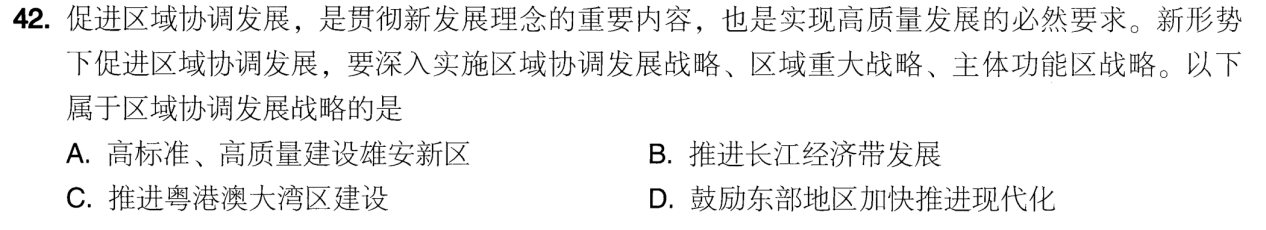 42. 促进区域协调发展，是贯彻新发展理念的重要内容，也是实现高质量发展的必然要求。新形势
下促进区域协调发展，要深入实施区域协调发展战略、区域重大战略、主体功能区战略。以下
属于区域协调发展战略的是
A. 高标准、高质量建设雄安新区 B. 推进长江经济带发展
C. 推进粤港澳大湾区建设 D. 鼓励东部地区加快推进现代化